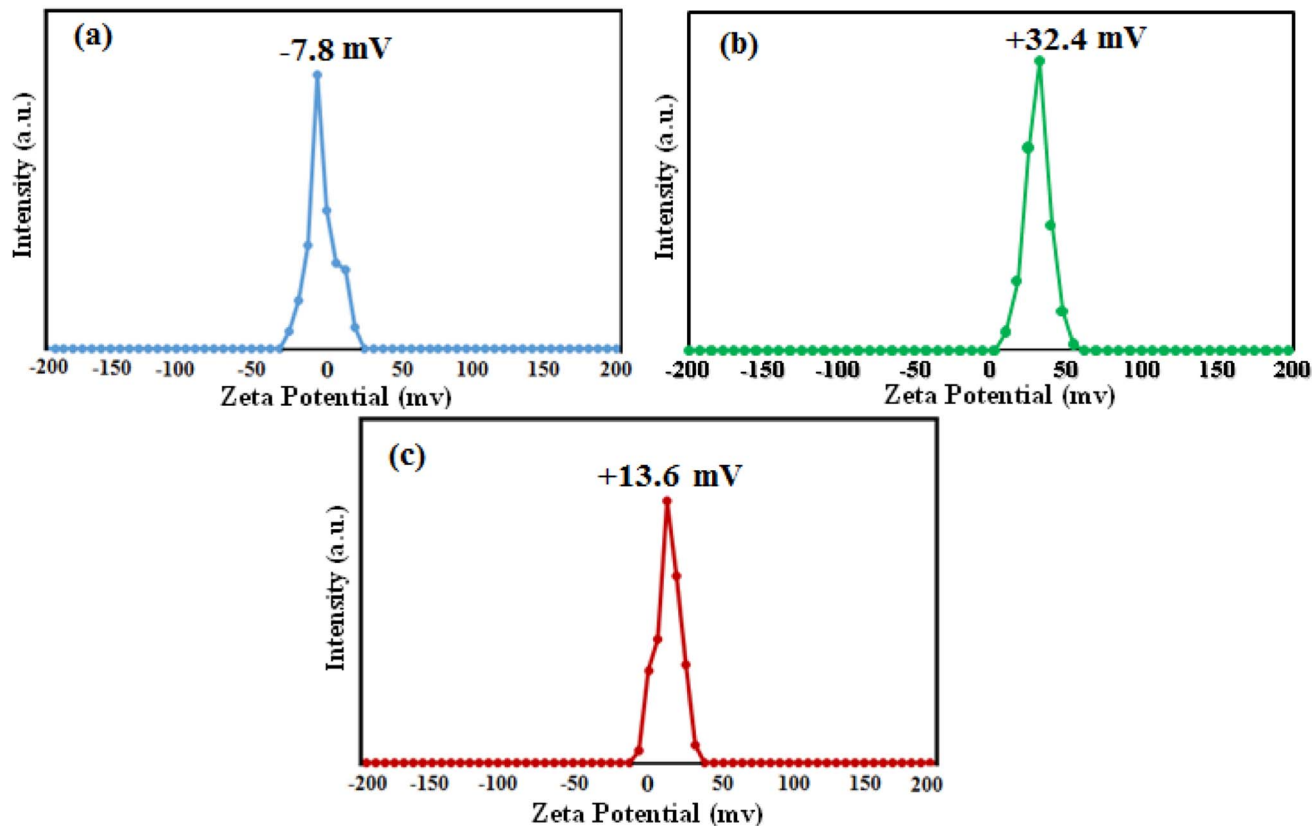 (a)
-7.8 mV
Intensity (a.u.)
-200 -150 -100 -50 0 50 100 150 200
Zeta Potential (mv)
(b)
+32.4 mV
Intensity (a.u.)
-200 -150 -100 -50 0 50 100 150 200
Zeta Potential (mv)
(c)
+13.6 mV
Intensity (a.u.)
-200 -150 -100 -50 0 50 100 150 200
Zeta Potential (mv)